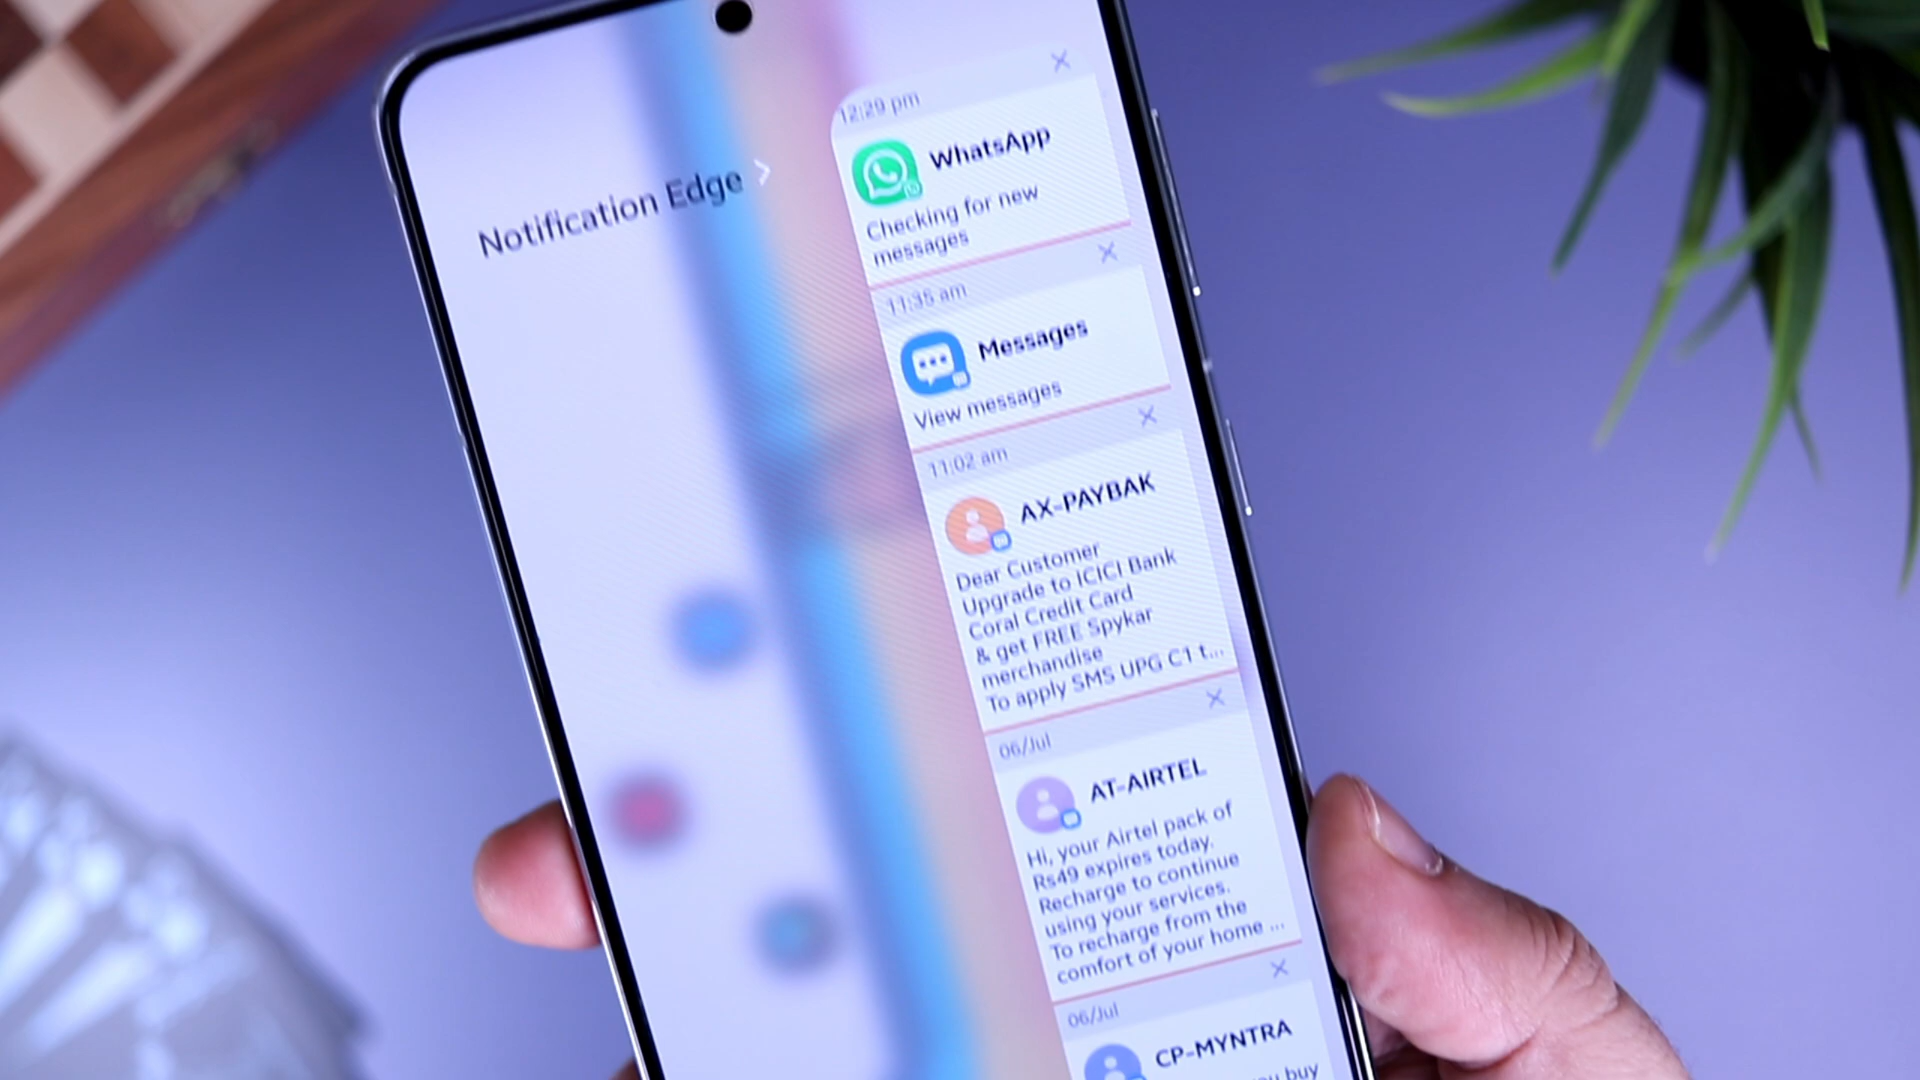 Notification Edge
12:29 pm
WhatsApp
Checking for new
messages
11:35 am
Messages
View messages
11:02 am
AX-PAYBAK
Dear Customer
Upgrade to ICICI Bank
Coral Credit Card
& get FREE Spykar
merchandise
To apply SMS UPG C1 t...
06/Jul
AT-AIRTEL
Hi, your Airtel pack of
Rs49 expires today.
Recharge to continue
using your services.
To recharge from the
comfort of your home ...
06/Jul
CP-MYNTRA
buy